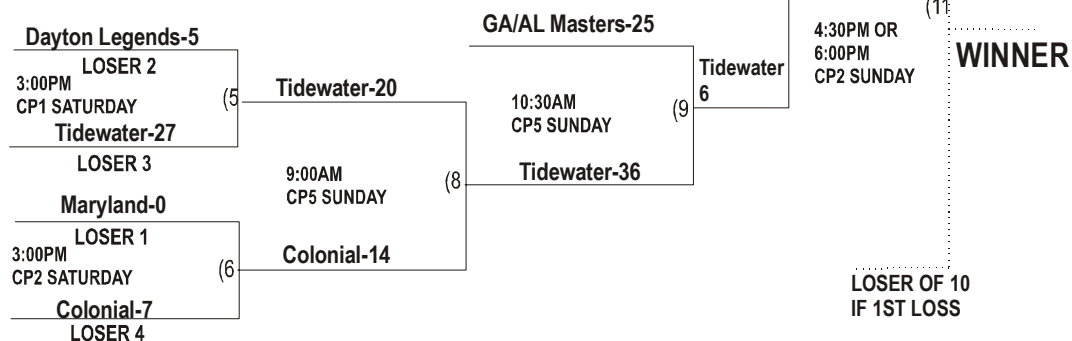 (11
GA/AL Masters-25
4:30PM OR
6:00PM
CP2 SUNDAY
WINNER
Dayton Legends-5
LOSER 2
3:00PM
CP1 SATURDAY
(5
Tidewater-20
Tidewater
6
10:30AM
CP5 SUNDAY
(9
Tidewater-27
LOSER 3
9:00AM
CP5 SUNDAY
(8
Tidewater-36
Maryland-0
LOSER 1
3:00PM
CP2 SATURDAY
(6
Colonial-14
Colonial-7
LOSER 4
LOSER OF 10
IF 1ST LOSS